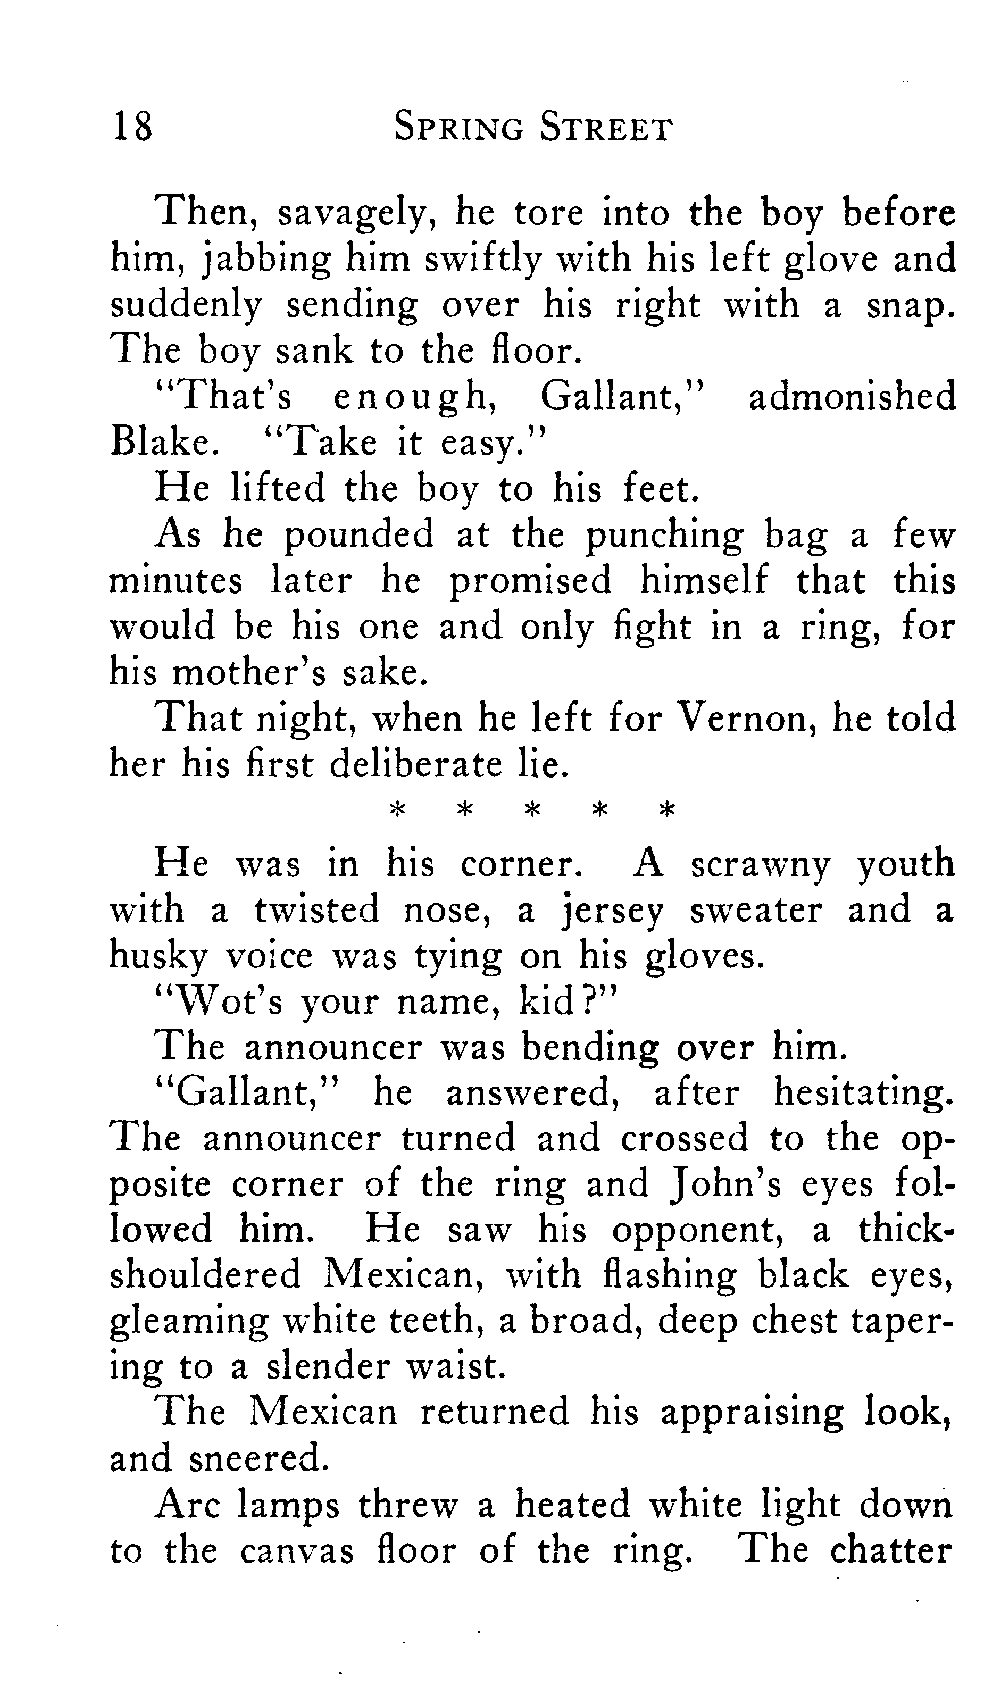 18 SPRING STREET
Then, savagely, he tore into the boy before
him, jabbing him swiftly with his left glove and
suddenly sending over his right with a snap.
The boy sank to the floor.
"That's enough, Gallant," admonished
Blake. "Take it easy."
He lifted the boy to his feet.
As he pounded at the punching bag a few
minutes later he promised himself that this
would be his one and only fight in a ring, for
his mother's sake.
That night, when he left for Vernon, he told
her his first deliberate lie.
* * * * *
He was in his corner. A scrawny youth
with a twisted nose, a jersey sweater and a
husky voice was tying on his gloves.
"Wot's your name, kid?"
The announcer was bending over him.
"Gallant," he answered, after hesitating.
The announcer turned and crossed to the op-
posite corner of the ring and John's eyes fol-
lowed him. He saw his opponent, a thick-
shouldered Mexican, with flashing black eyes,
gleaming white teeth, a broad, deep chest taper-
ing to a slender waist.
The Mexican returned his appraising look,
and sneered.
Arc lamps threw a heated white light down
to the canvas floor of the ring. The chatter